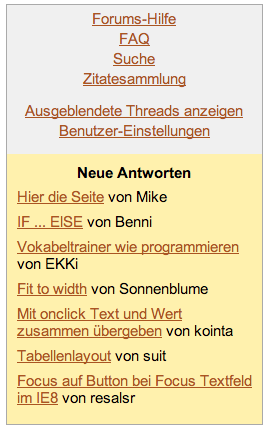 Forums-Hilfe
FAQ
Suche
Zitatesammlung
Ausgeblendete Threads anzeigen
Benutzer-Einstellungen
Neue Antworten
Hier die Seite von Mike
IF ... ElSE von Benni
Vokabeltrainer wie programmieren
von EKKi
Fit to width von Sonnenblume
Mit onclick Text und Wert
zusammen übergeben von kointa
Tabellenlayout von suit
Focus auf Button bei Focus Textfeld
im IE8 von resalsr